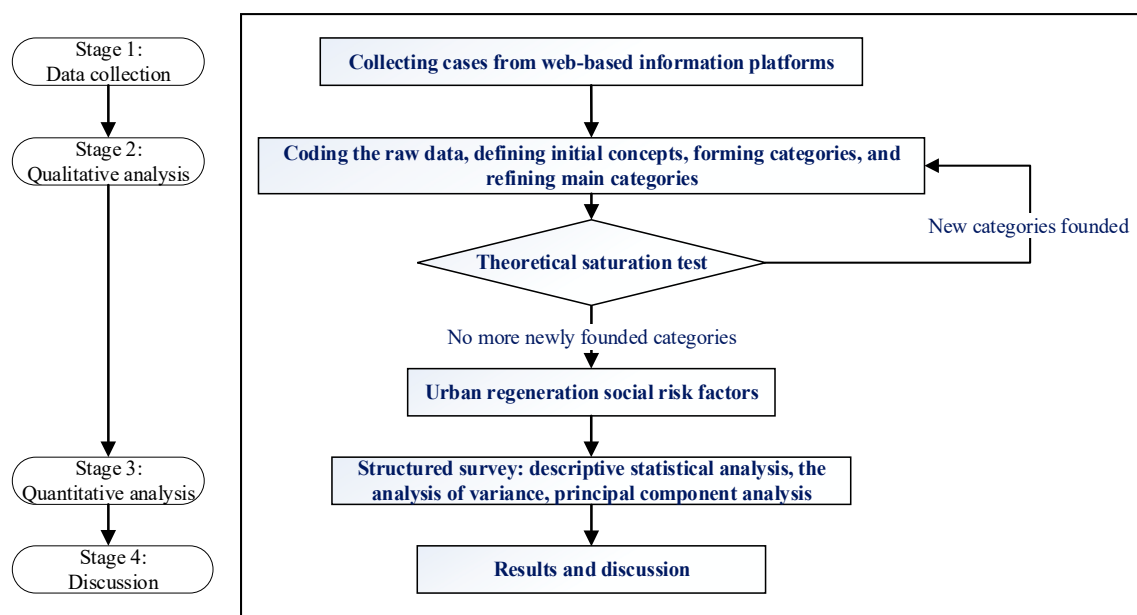 Stage 1:
Data collection
Collecting cases from web-based information platforms
Stage 2:
Qualitative analysis
Coding the raw data, defining initial concepts, forming categories, and
refining main categories
New categories founded
Theoretical saturation test
No more newly founded categories
Urban regeneration social risk factors
Stage 3:
Quantitative analysis
Structured survey: descriptive statistical analysis, the
analysis of variance, principal component analysis
Stage 4:
Discussion
Results and discussion